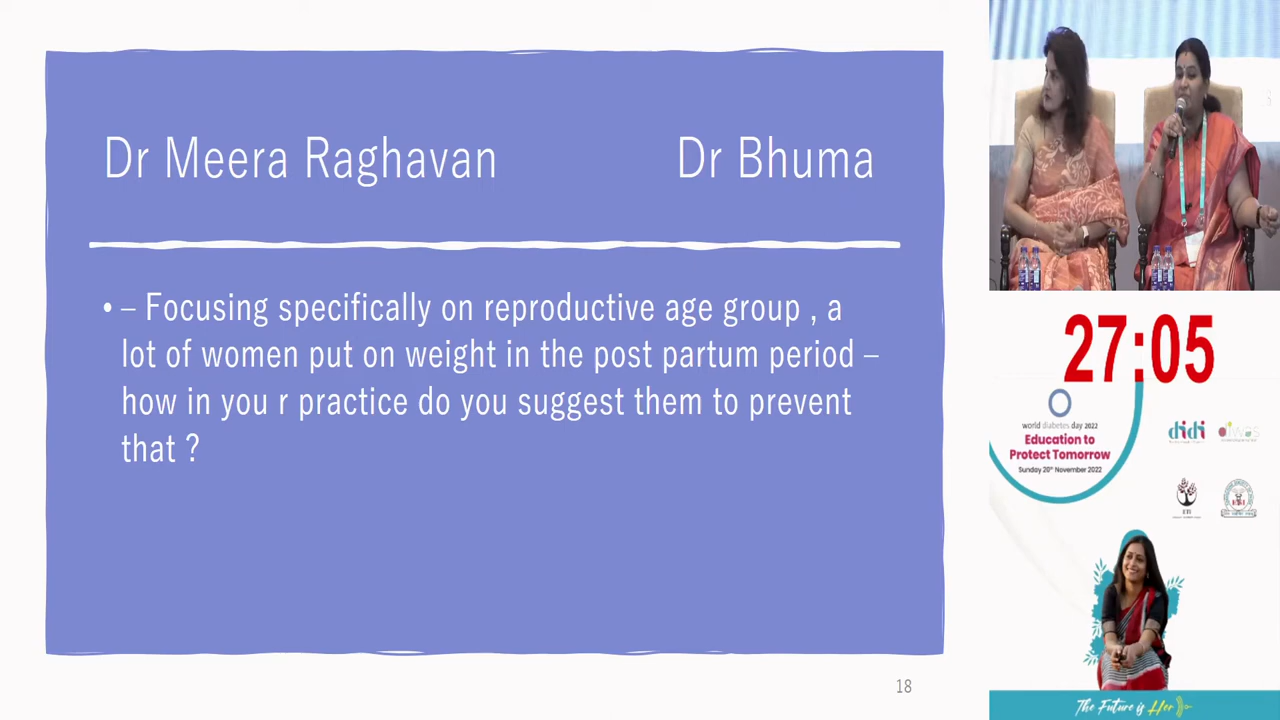 Dr Meera Raghavan Dr Bhuma
• – Focusing specifically on reproductive age group , a
lot of women put on weight in the post partum period –
how in you r practice do you suggest them to prevent
that ?
18
27:05
world diabetes day 2022
Education to
Protect Tomorrow
Sunday 20th November 2022
didi
The Future is Her